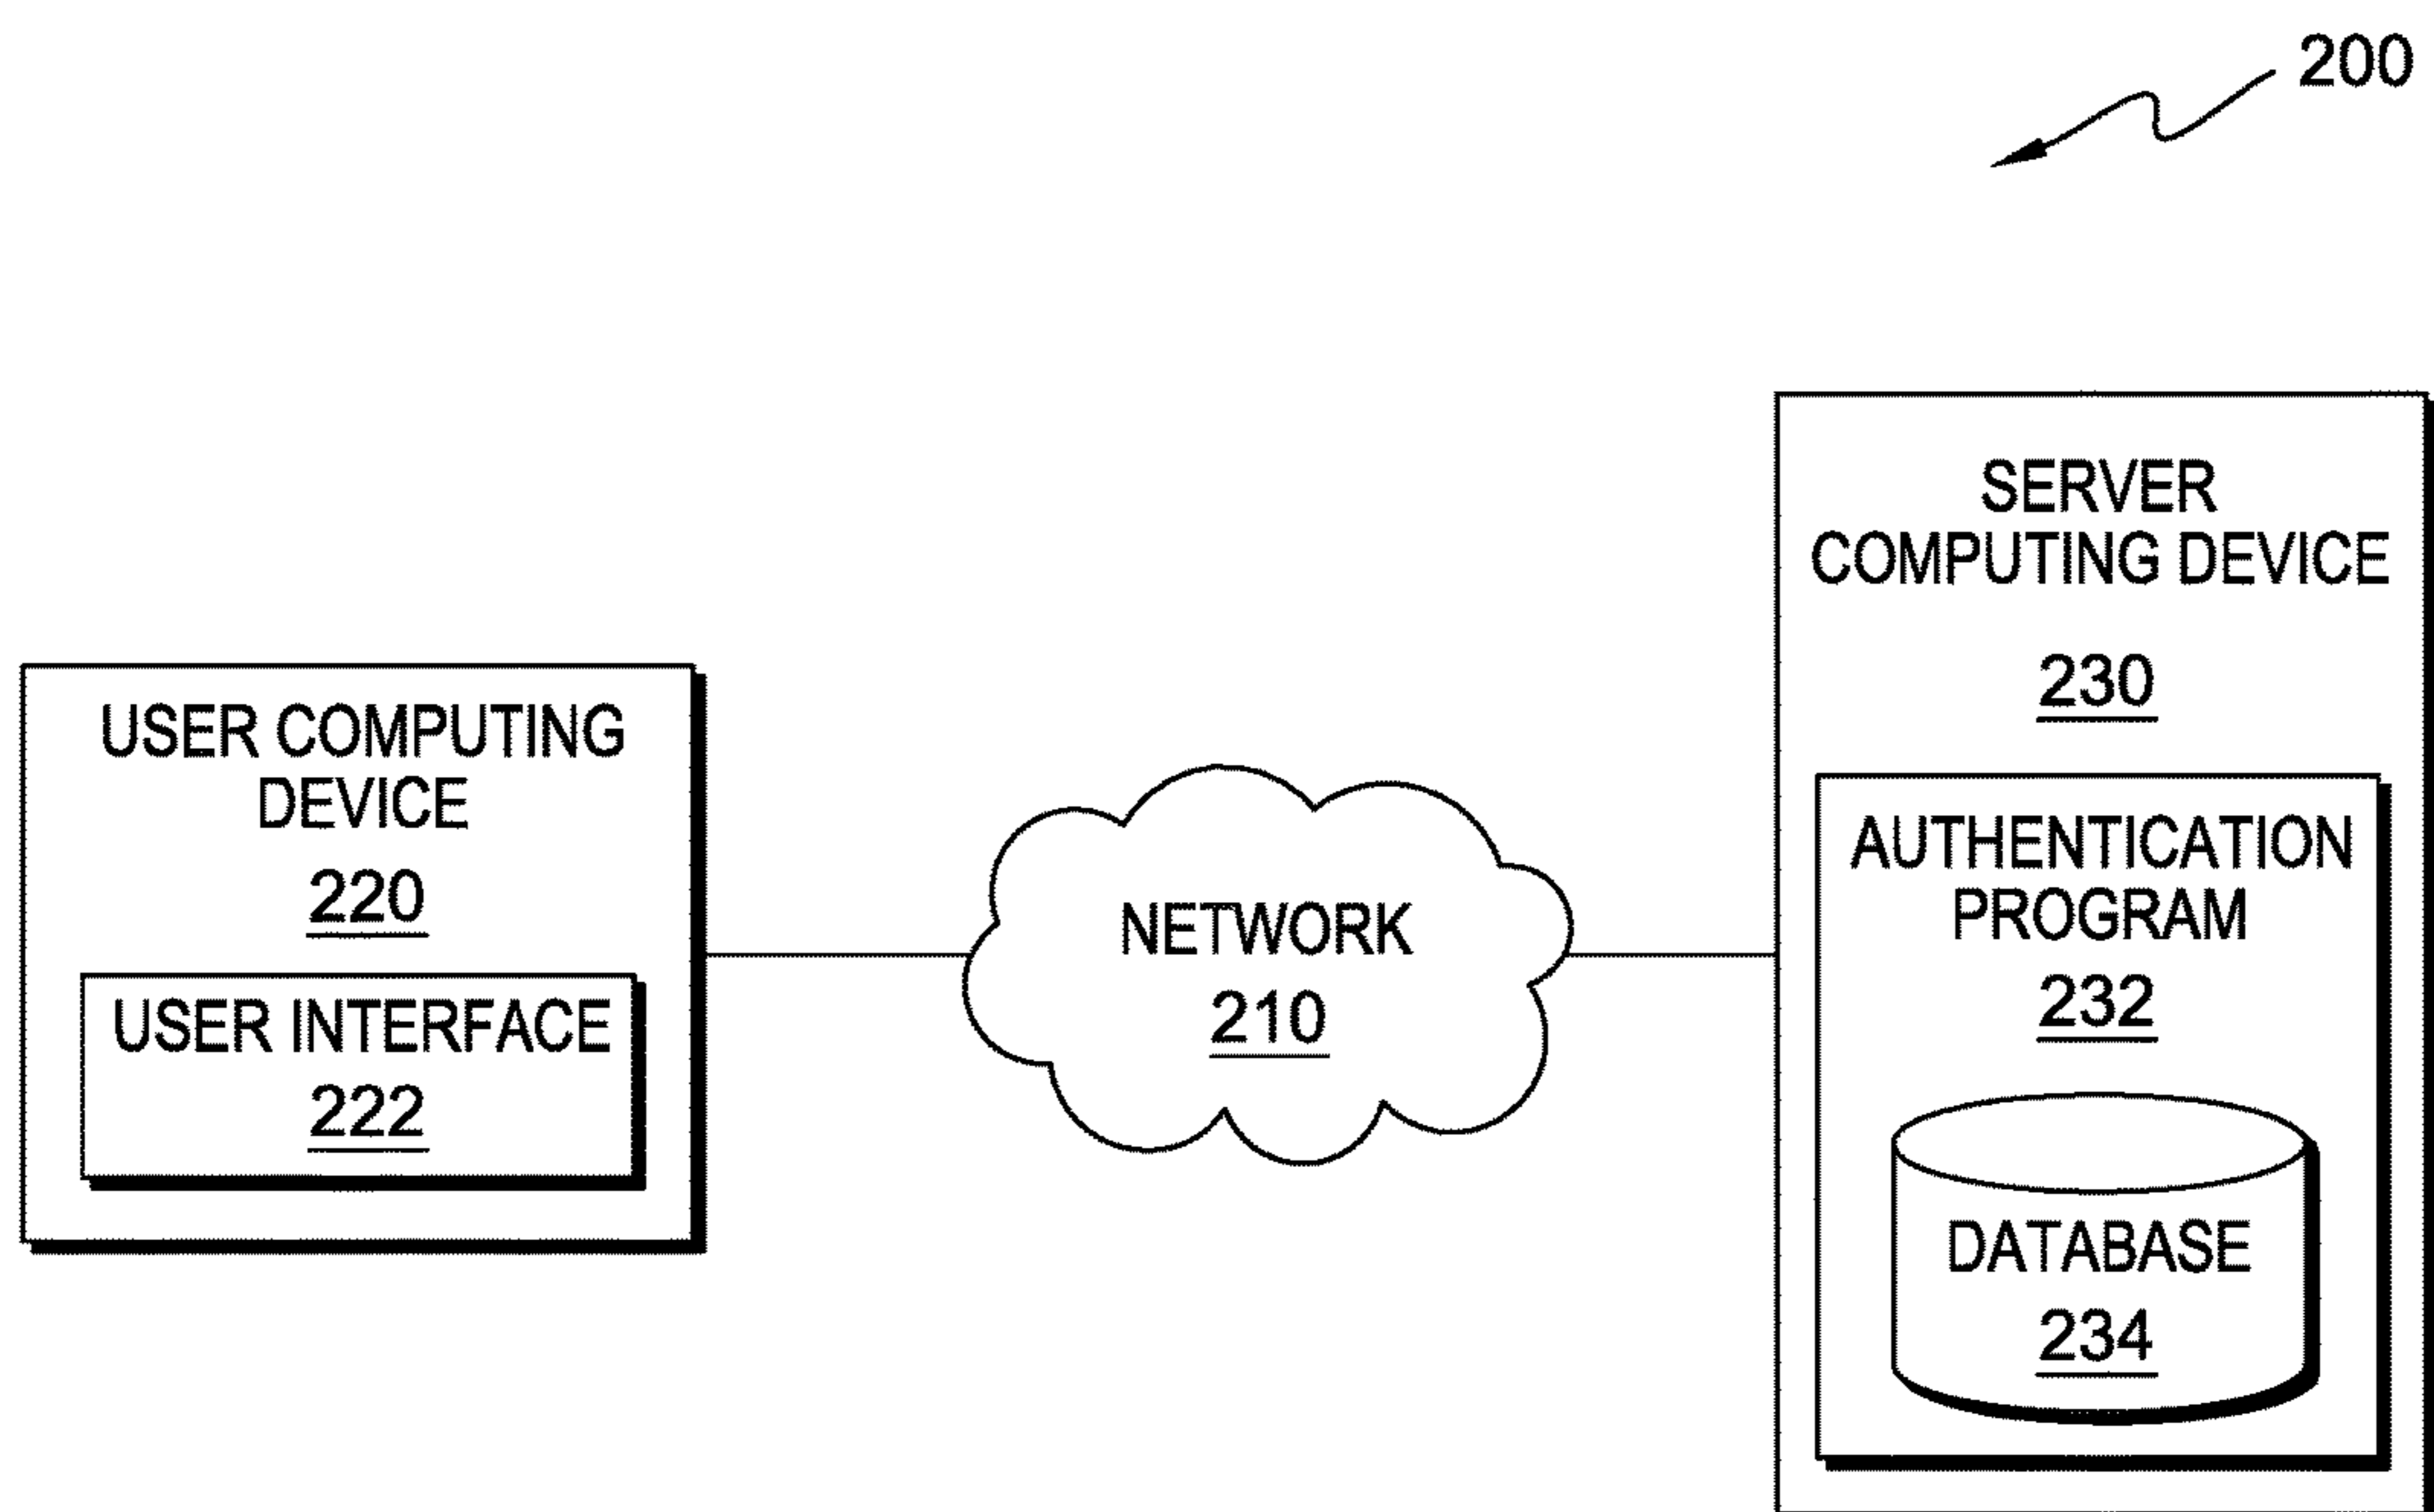 200
USER COMPUTING
DEVICE
220
USER INTERFACE
222
NETWORK
210
SERVER
COMPUTING DEVICE
230
AUTHENTICATION
PROGRAM
232
DATABASE
234